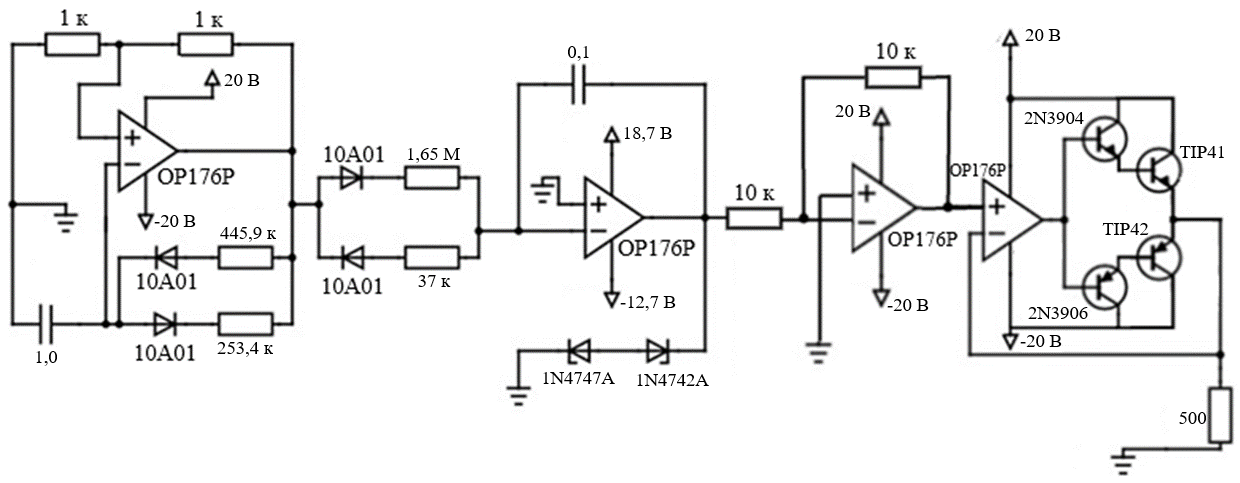 1 к
1 к
20 В
OP176P
-20 В
445,9 к
10A01
1,0
10A01
253,4 к
10A01
1,65 М
10A01
37 к
0,1
18,7 В
OP176P
-12,7 В
1N4747A
1N4742A
10 к
10 к
20 В
OP176P
-20 В
20 В
OP176P
-20 В
2N3904
TIP41
TIP42
2N3906
500